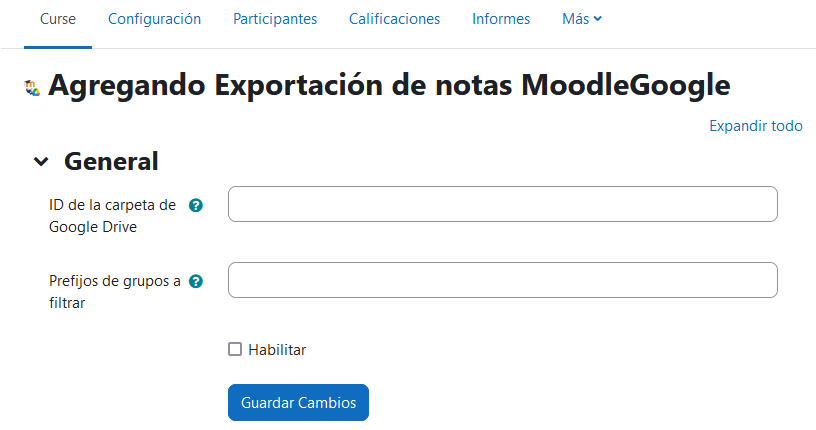 Curse Configuración Participantes Calificaciones Informes Más
Agregando Exportación de notas MoodleGoogle
Expandir todo
General
ID de la carpeta de
Google Drive
Prefijos de grupos a
filtrar
Habilitar
Guardar Cambios